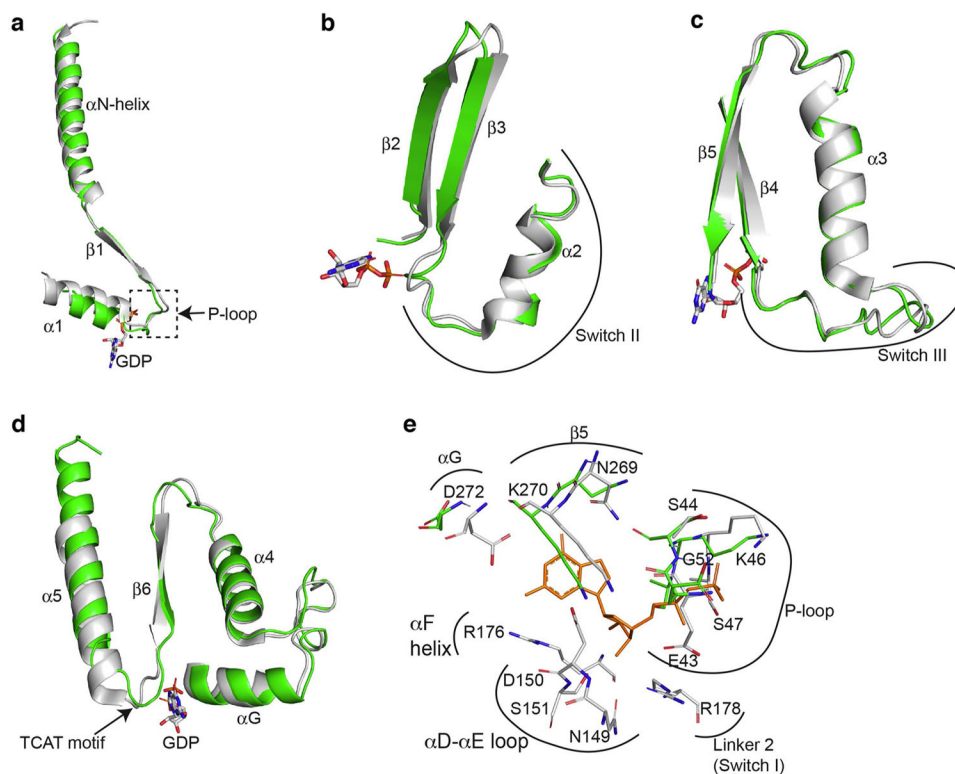 a
αN-helix
β1
α1
P-loop
GDP
b
β2
β3
α2
Switch II
c
β5
β4
α3
Switch III
d
α5
β6
α4
αG
TCAT motif
GDP
e
β5
αG
N269
D272
K270
S44
G52
K46
P-loop
S47
E43
αF
helix
R176
D150
S151
N149
R178
αD-αE loop
Linker 2
(Switch I)